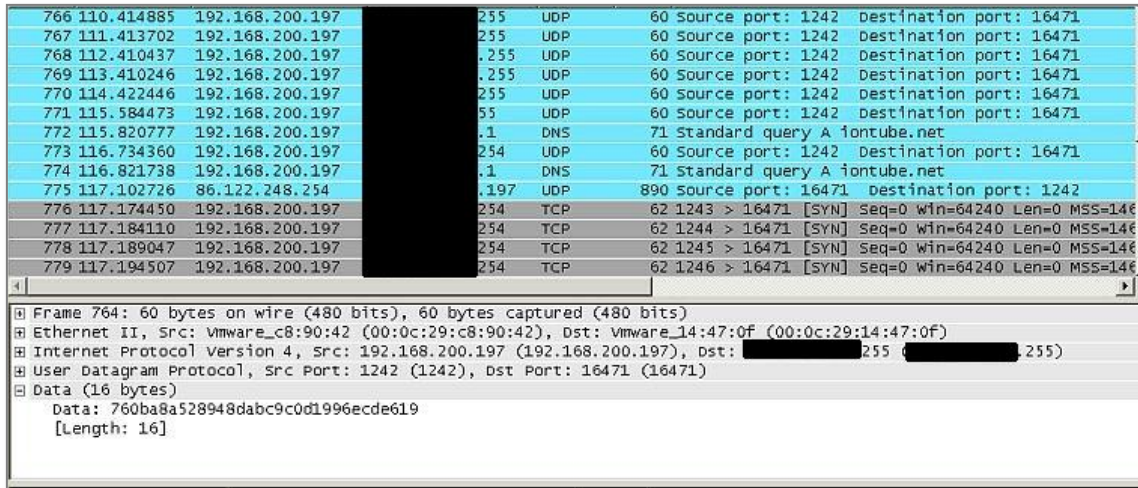 766 110.414885 192.168.200.197 255 UDP 60 Source port: 1242 Destination port: 16471
767 111.413702 192.168.200.197 255 UDP 60 Source port: 1242 Destination port: 16471
768 112.410437 192.168.200.197 .255 UDP 60 Source port: 1242 Destination port: 16471
769 113.410246 192.168.200.197 .255 UDP 60 Source port: 1242 Destination port: 16471
770 114.422446 192.168.200.197 255 UDP 60 Source port: 1242 Destination port: 16471
771 115.584473 192.168.200.197 55 UDP 60 Source port: 1242 Destination port: 16471
772 115.820777 192.168.200.197 .1 DNS 71 Standard query A iontube.net
773 116.734360 192.168.200.197 254 UDP 60 Source port: 1242 Destination port: 16471
774 116.821738 192.168.200.197 .1 DNS 71 Standard query A iontube.net
775 117.102726 86.122.248.254 .197 UDP 890 Source port: 16471 Destination port: 1242
776 117.174450 192.168.200.197 254 TCP 62 1243 > 16471 [SYN] Seq=0 Win=64240 Len=0 MSS=146
777 117.184110 192.168.200.197 254 TCP 62 1244 > 16471 [SYN] Seq=0 Win=64240 Len=0 MSS=146
778 117.189047 192.168.200.197 254 TCP 62 1245 > 16471 [SYN] Seq=0 Win=64240 Len=0 MSS=146
779 117.194507 192.168.200.197 254 TCP 62 1246 > 16471 [SYN] Seq=0 Win=64240 Len=0 MSS=146
Frame 764: 60 bytes on wire (480 bits), 60 bytes captured (480 bits)
Ethernet II, Src: Vmware_c8:90:42 (00:0c:29:c8:90:42), Dst: Vmware_14:47:0f (00:0c:29:14:47:0f)
Internet Protocol Version 4, Src: 192.168.200.197 (192.168.200.197), Dst: 255 ( .255)
User Datagram Protocol, Src Port: 1242 (1242), Dst Port: 16471 (16471)
Data (16 bytes)
Data: 760ba8a528948dabc9c0d1996ecde619
[Length: 16]